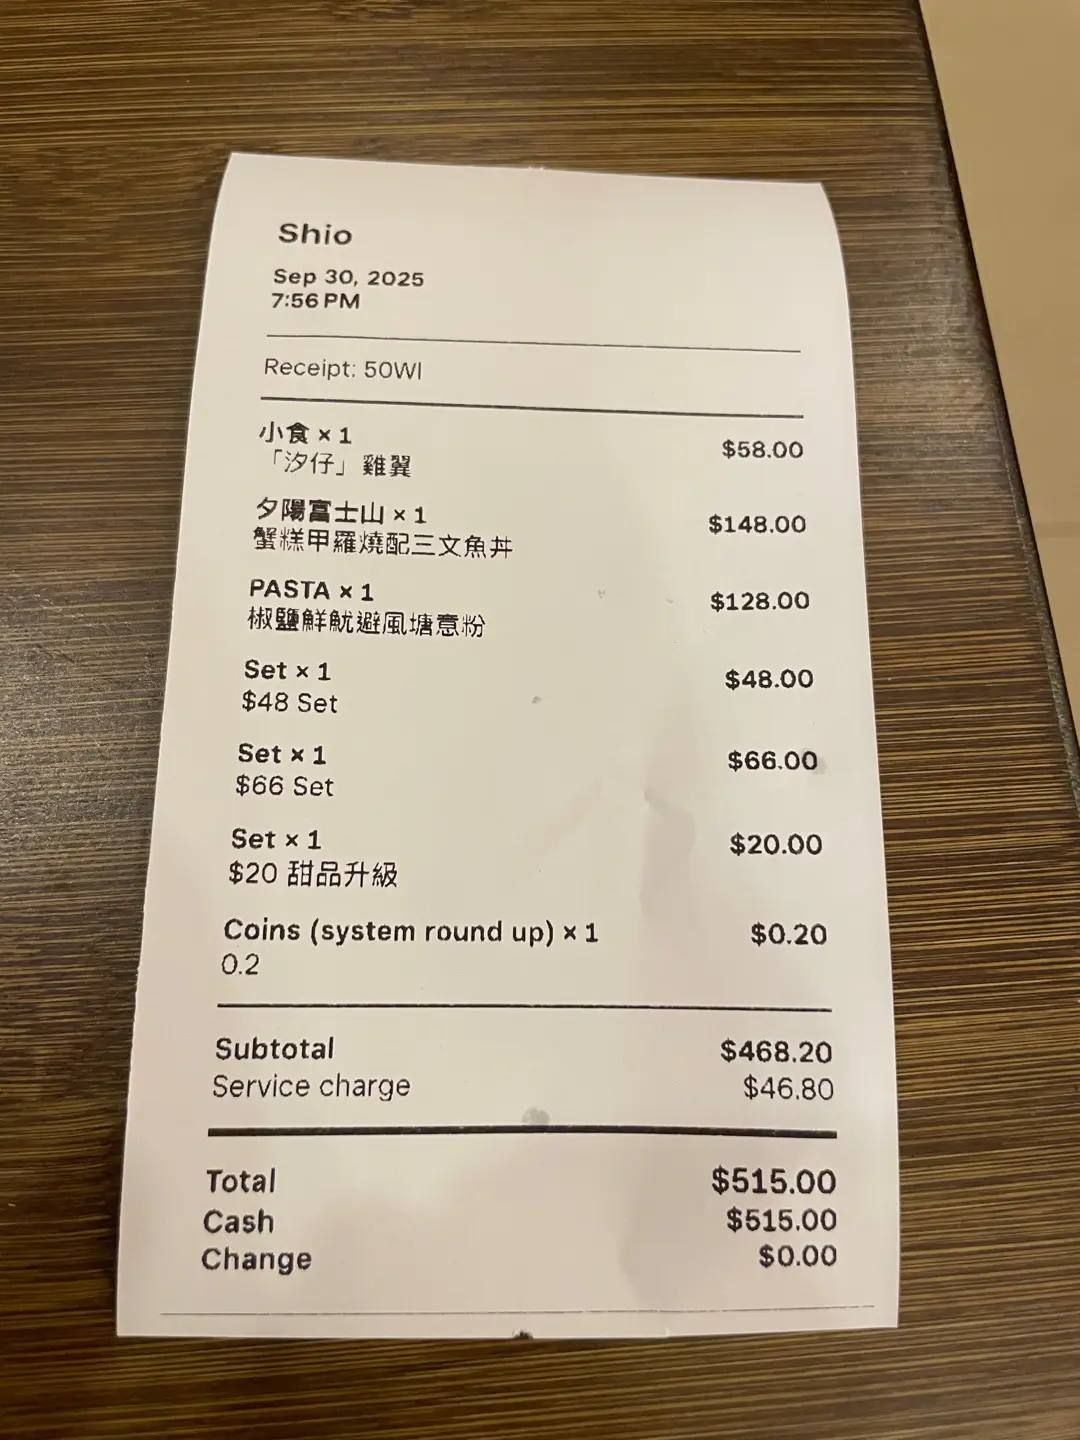 Shio
Sep 30, 2025
7:56 PM
Receipt: 50WI
小食 × 1 $58.00
「汐仔」雞翼
夕陽富士山 × 1 $148.00
蟹糕甲羅燒配三文魚丼
PASTA × 1 $128.00
椒鹽鮮魷避風塘意粉
Set × 1 $48.00
$48 Set
Set × 1 $66.00
$66 Set
Set × 1 $20.00
$20 甜品升級
Coins (system round up) × 1 $0.20
0.2
Subtotal $468.20
Service charge $46.80
Total $515.00
Cash $515.00
Change $0.00